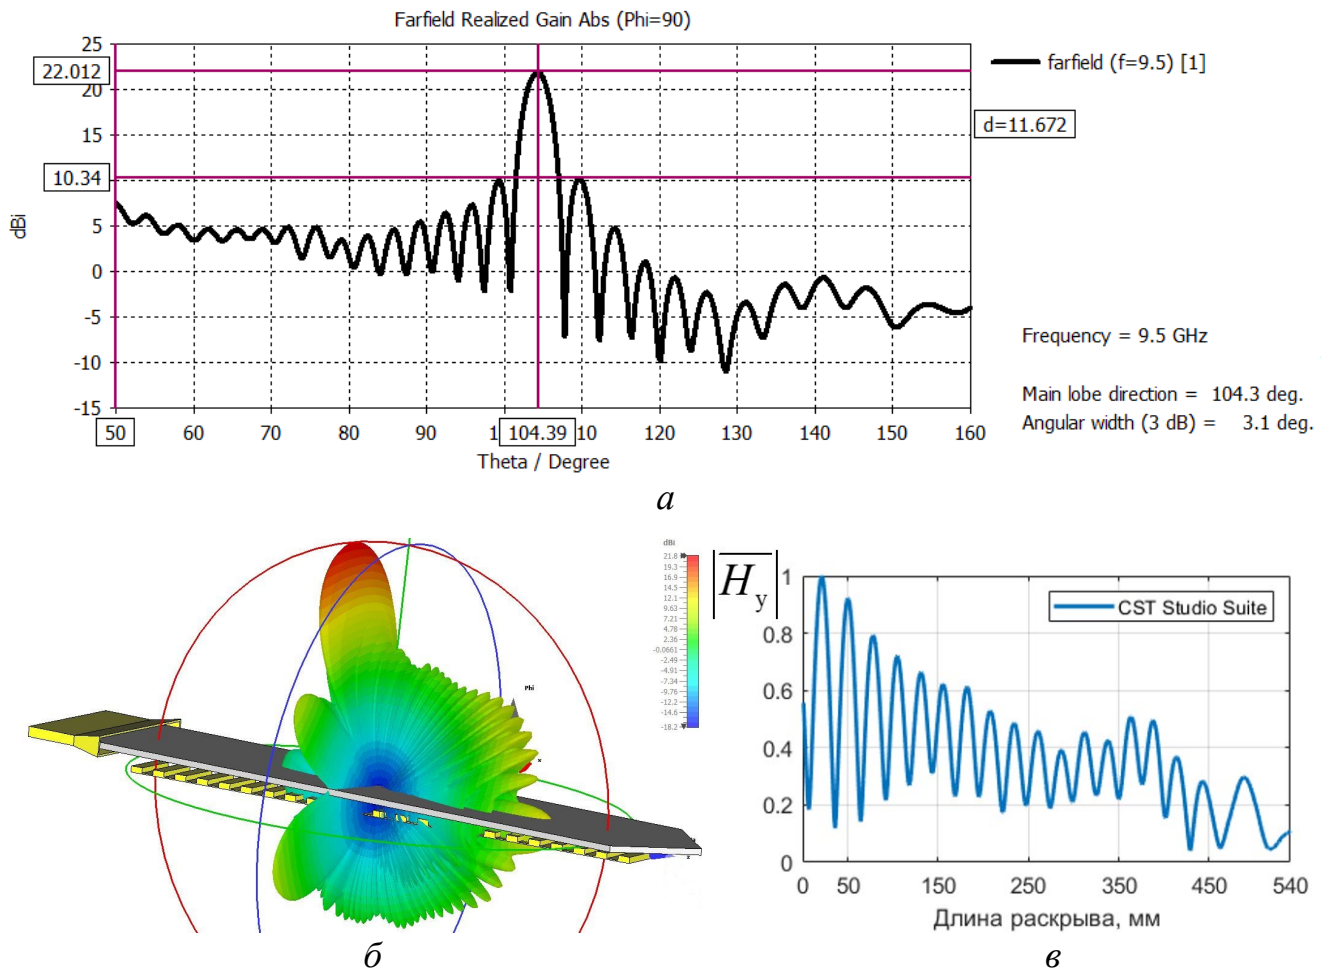 Farfield Realized Gain Abs (Phi=90)
25
22.012
20
15
10.34
5
0
-5
-10
-15
dBi
50
60
70
80
90
104.39
120
130
140
150
160
Theta / Degree
farfield (f=9.5) [1]
d=11.672
Frequency = 9.5 GHz
Main lobe direction = 104.3 deg.
Angular width (3 dB) = 3.1 deg.
а
dBi
21.8
19.3
16.9
14.5
12.1
9.63
7.21
4.78
-0.0661
-2.49
-4.91
-7.34
-9.76
-12.2
-14.6
-18.2
Phi
x
z
б
|H̅y|
1
0.8
0.6
0.4
0.2
0
CST Studio Suite
0
50
150
250
350
450
540
Длина раскрыва, мм
в